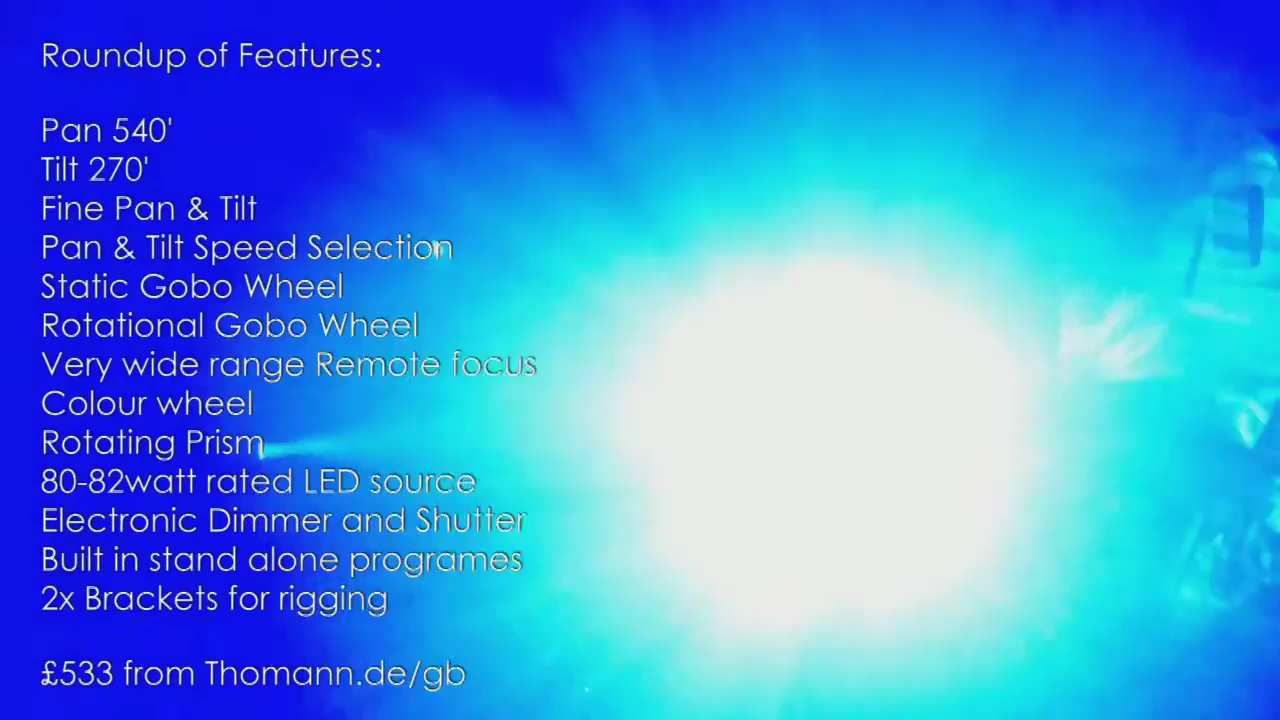 Roundup of Features:
Pan 540'
Tilt 270'
Fine Pan & Tilt
Pan & Tilt Speed Selection
Static Gobo Wheel
Rotational Gobo Wheel
Very wide range Remote focus
Colour wheel
Rotating Prism
80-82watt rated LED source
Electronic Dimmer and Shutter
Built in stand alone programes
2x Brackets for rigging
£533 from Thomann.de/gb